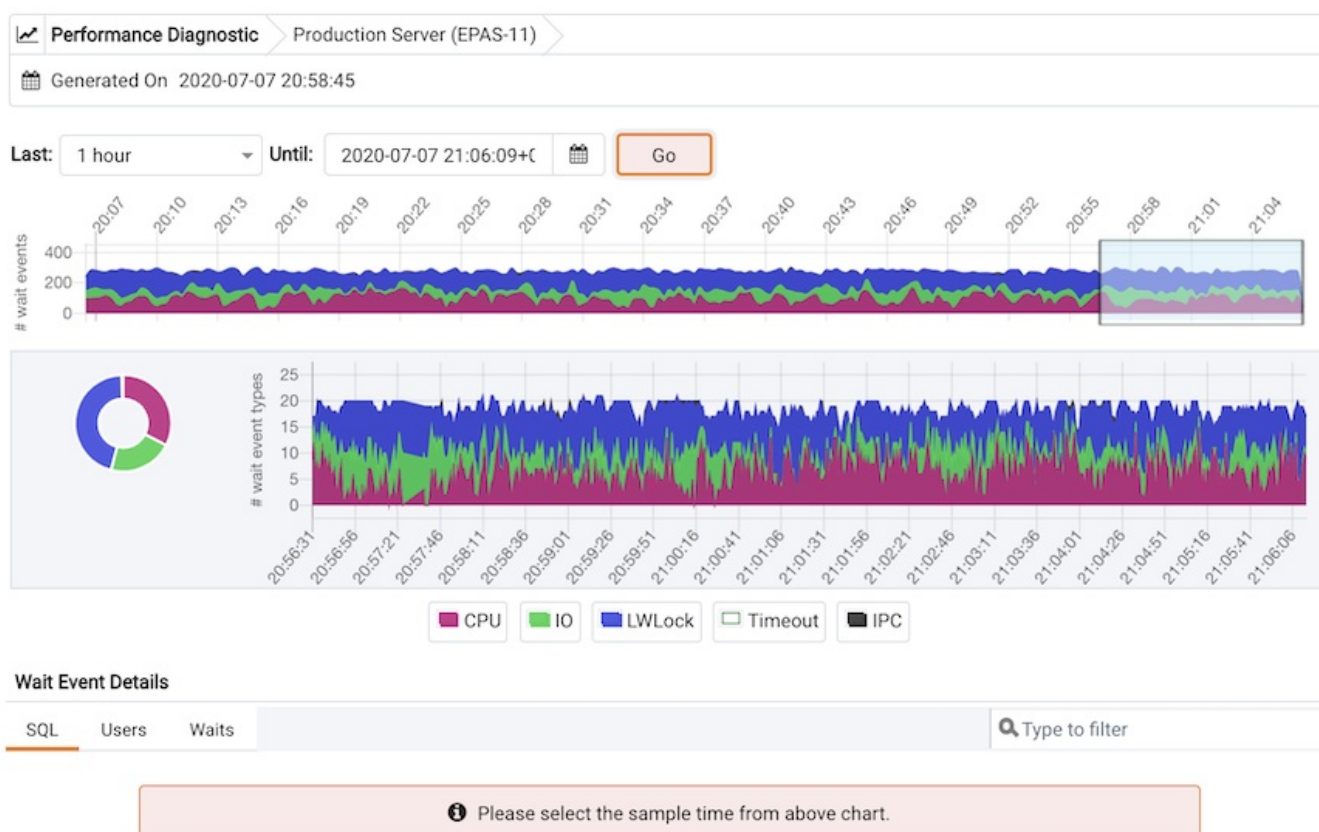 Performance Diagnostic Production Server (EPAS-11)
Generated On 2020-07-07 20:58:45
Last: 1 hour Until: 2020-07-07 21:06:09+0 Go
20:07 20:10 20:13 20:16 20:19 20:22 20:25 20:28 20:31 20:34 20:37 20:40 20:43 20:46 20:49 20:52 20:55 20:58 21:01 21:04
# wait events
400
200
0
# wait event types
25
20
15
10
5
0
20:56:31 20:56:56 20:57:21 20:57:46 20:58:11 20:58:36 20:59:01 20:59:26 20:59:51 21:00:16 21:00:41 21:01:06 21:01:31 21:01:56 21:02:21 21:02:46 21:03:11 21:03:36 21:04:01 21:04:26 21:04:51 21:05:16 21:05:41 21:06:06
CPU IO LWLock Timeout IPC
Wait Event Details
SQL Users Waits Type to filter
Please select the sample time from above chart.